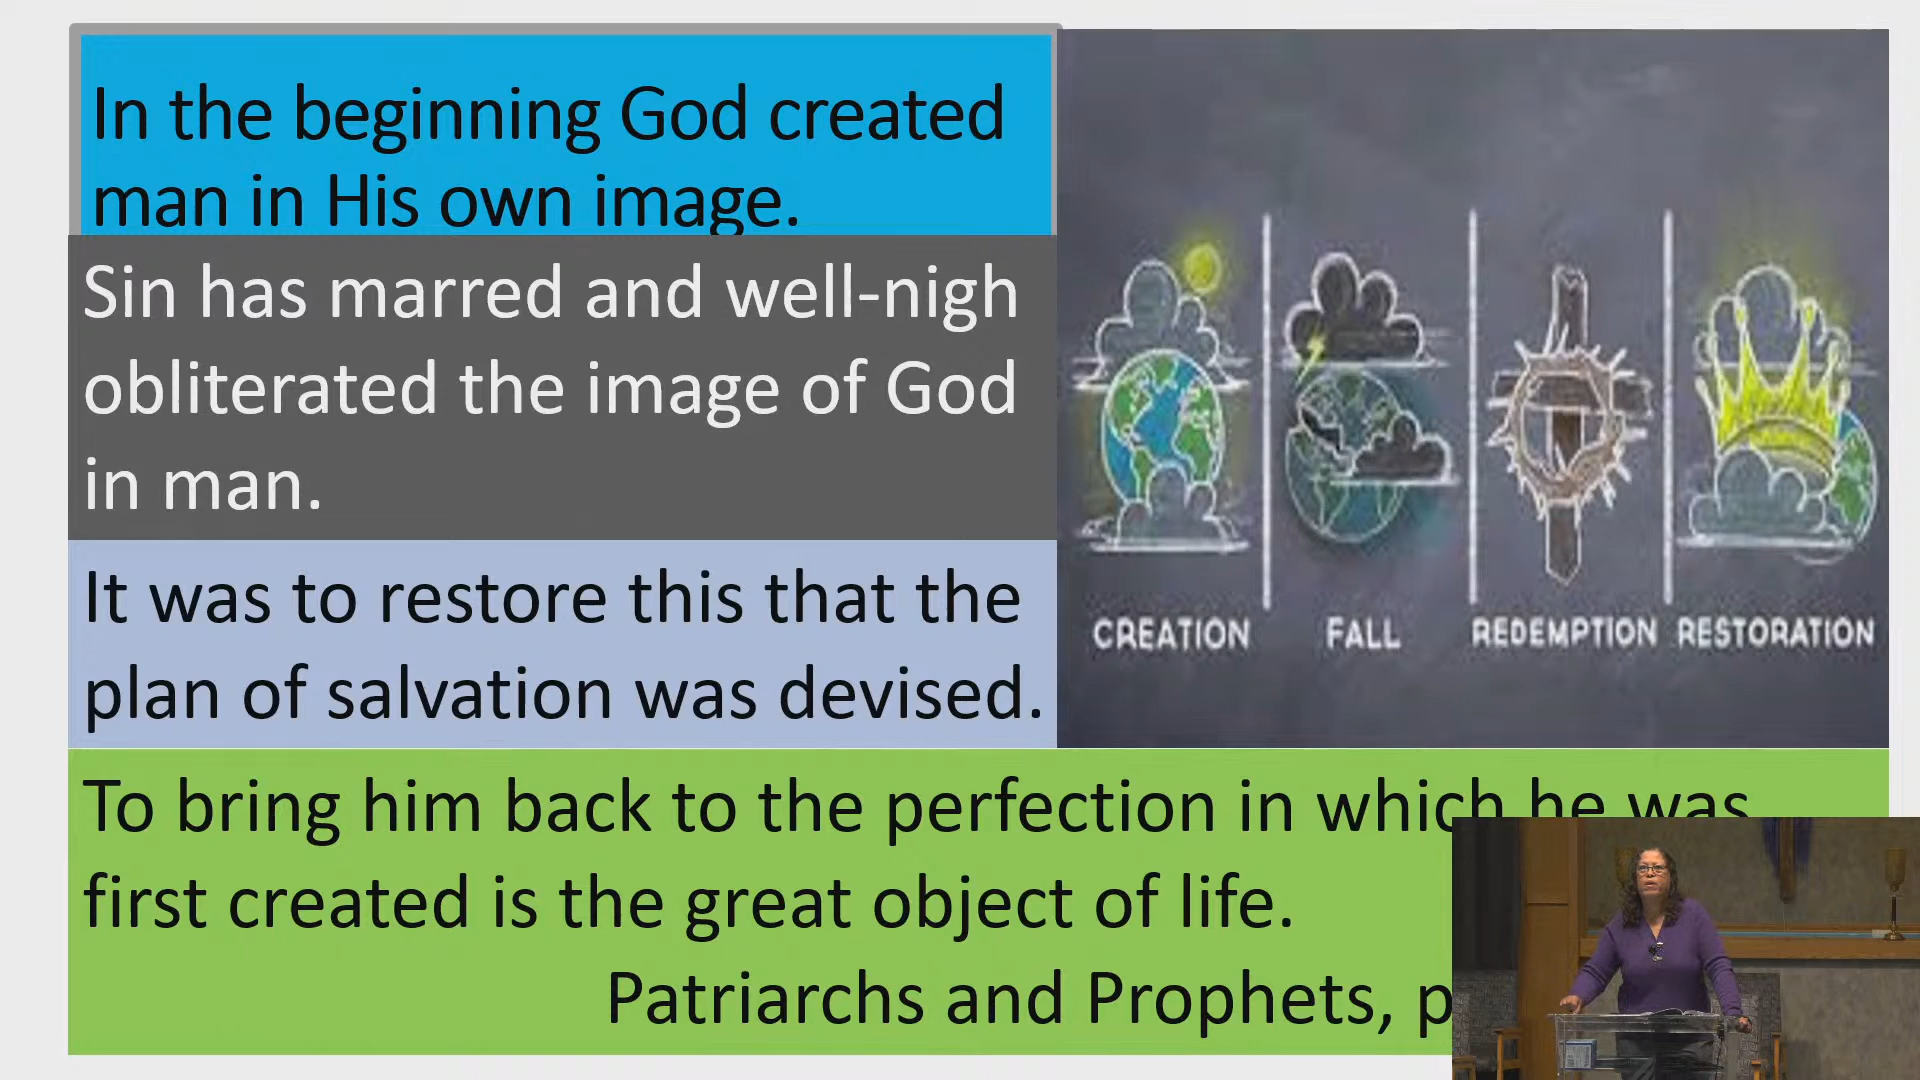 In the beginning God created
man in His own image.
Sin has marred and well-nigh
obliterated the image of God
in man.
It was to restore this that the
plan of salvation was devised.
CREATION
FALL
REDEMPTION
RESTORATION
To bring him back to the perfection in which he was
first created is the great object of life.
Patriarchs and Prophets, p